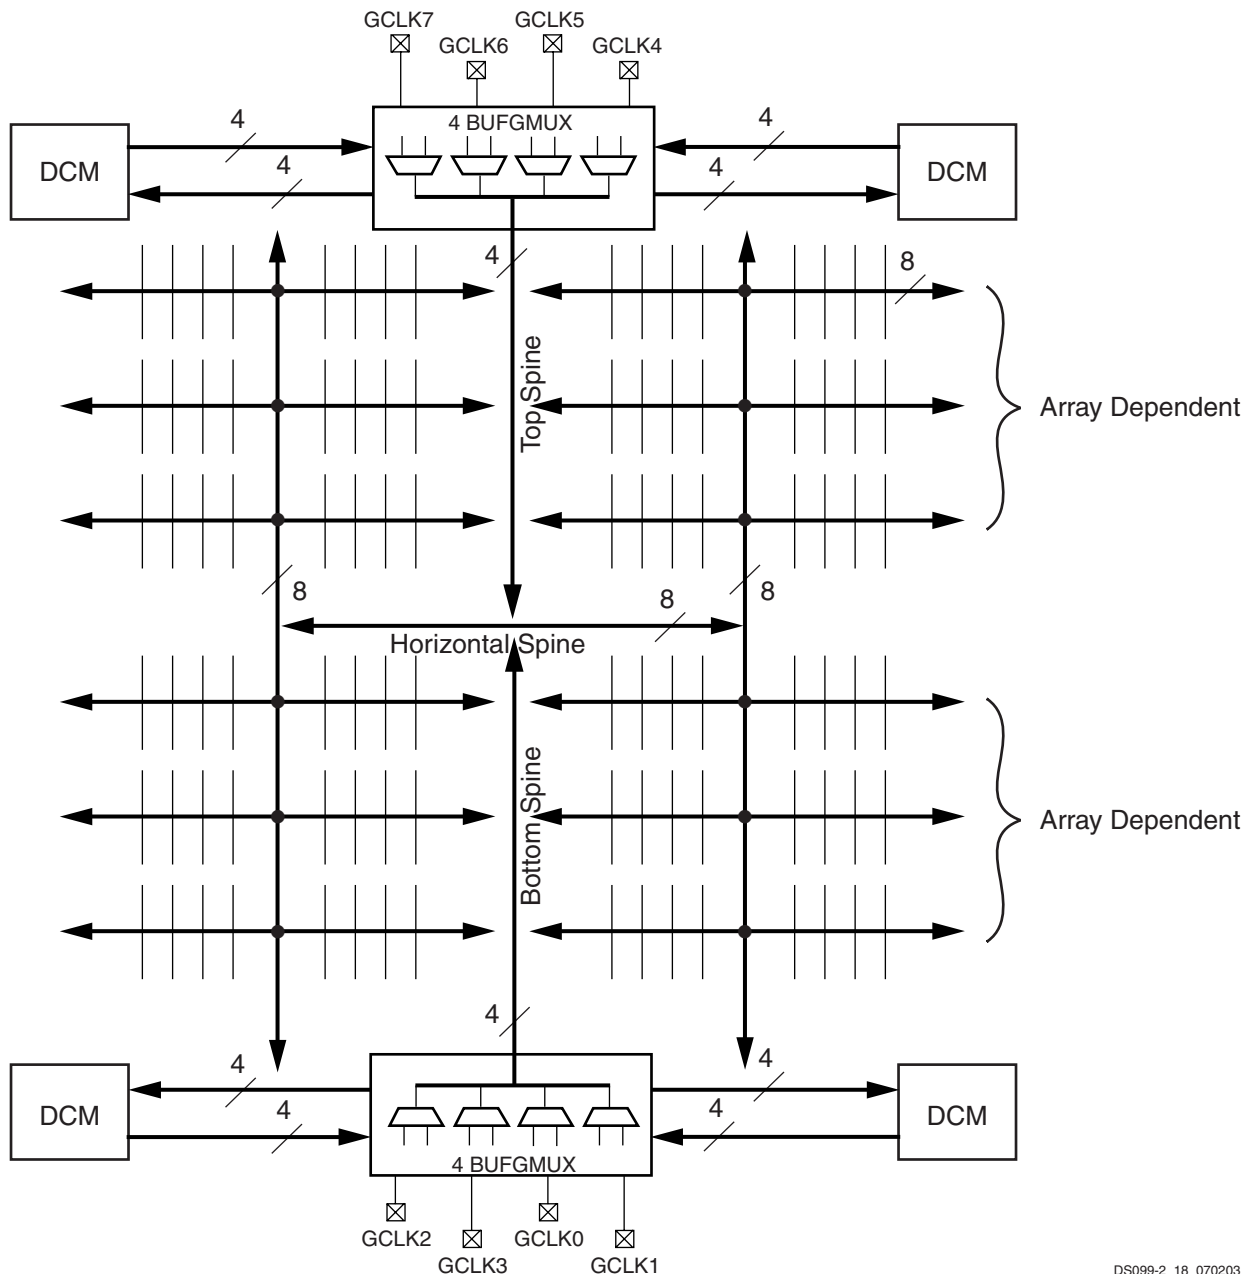 GCLK7
GCLK5
GCLK6
GCLK4
4
4 BUFGMUX
4
DCM
DCM
4
4
4
8
Top Spine
Array Dependent
8
8
8
Horizontal Spine
Bottom Spine
Array Dependent
4
4
4
DCM
4
4
DCM
4 BUFGMUX
GCLK2
GCLK0
GCLK3
GCLK1
DS099-2_18_070203